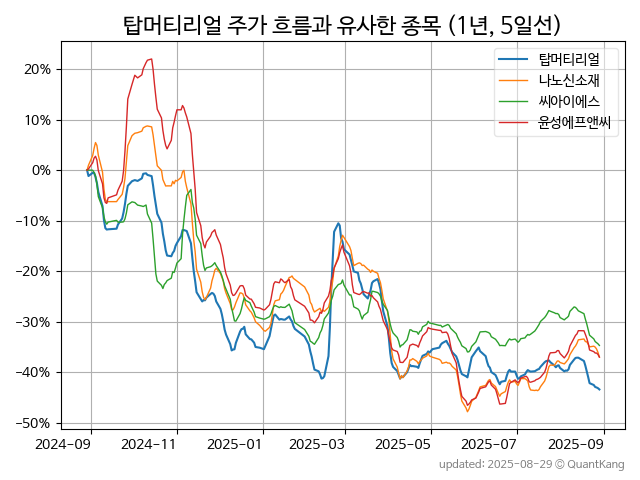 탑머티리얼 주가 흐름과 유사한 종목 (1년, 5일선)
탑머티리얼
나노신소재
씨아이에스
윤성에프앤씨
20%
10%
0%
−10%
−20%
−30%
−40%
−50%
2024-09 2024-11 2025-01 2025-03 2025-05 2025-07 2025-09
updated: 2025-08-29 © QuantKang